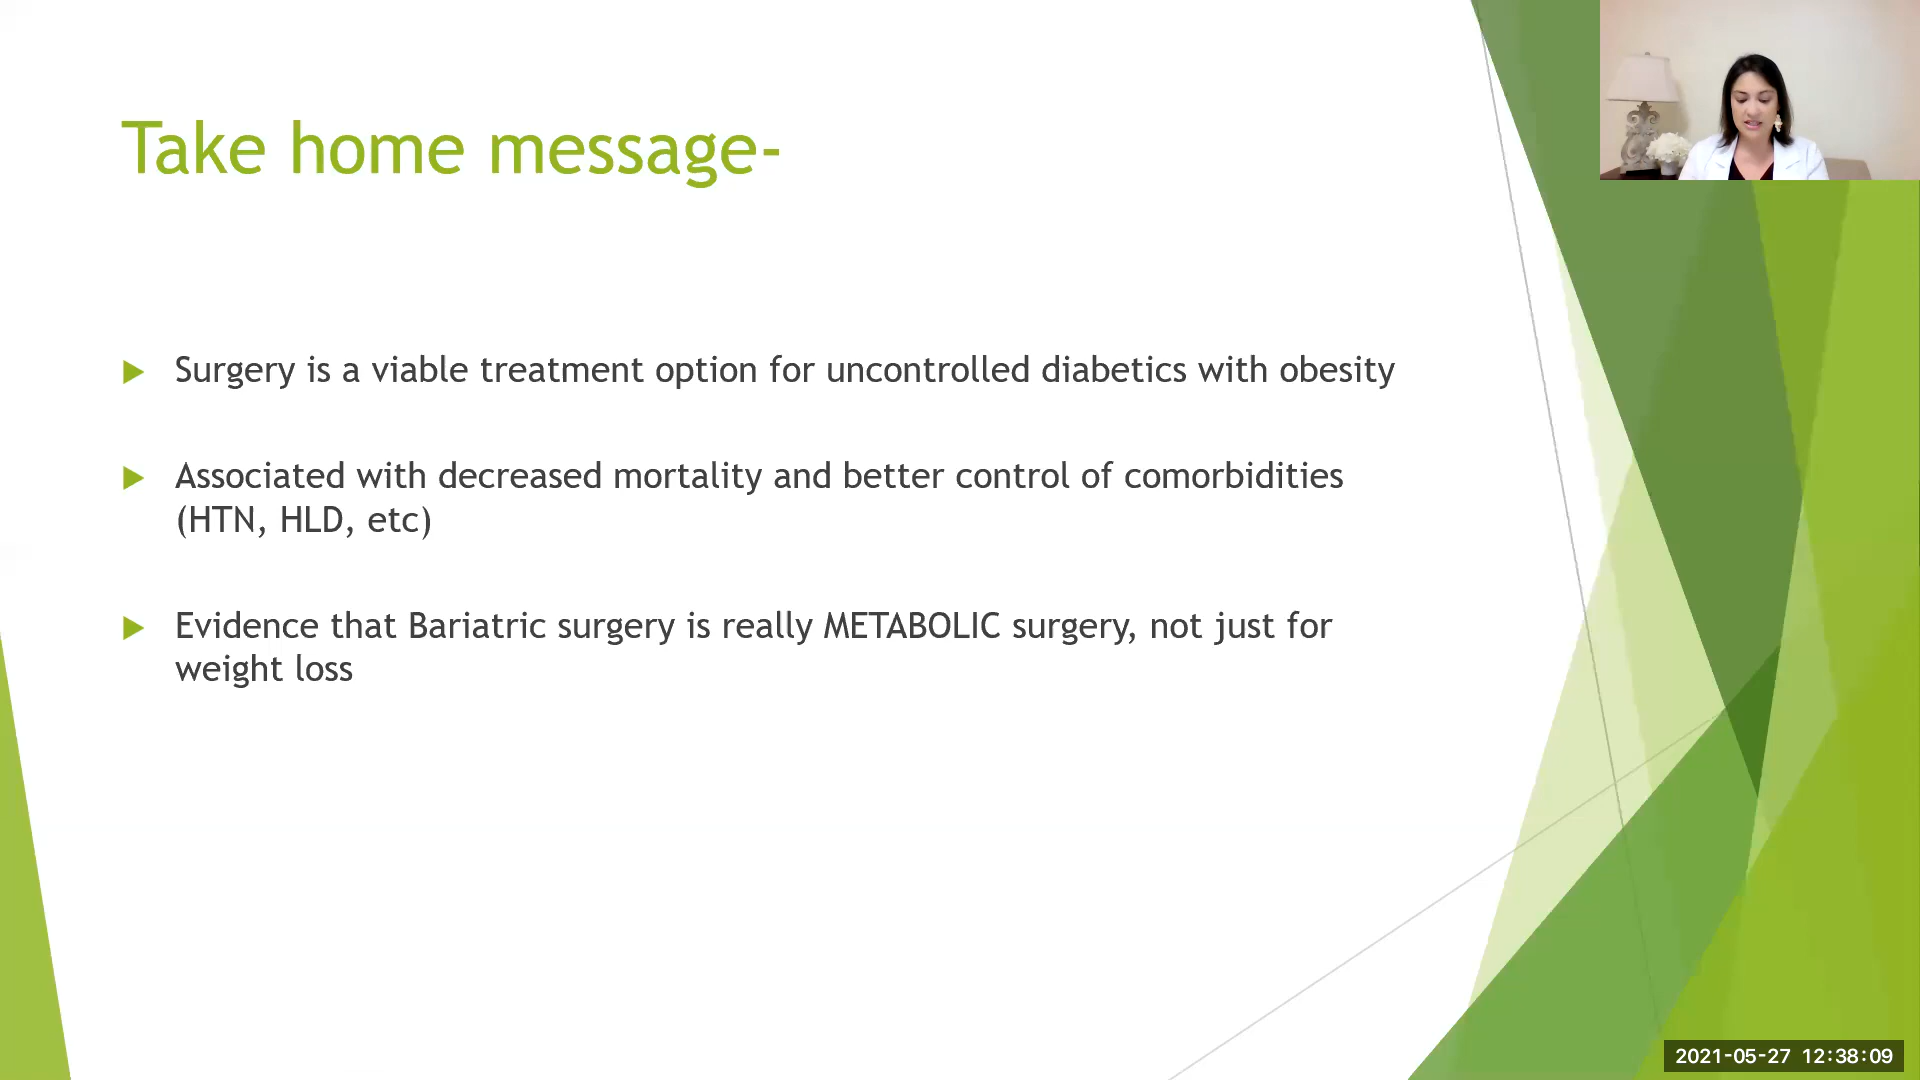 Take home message-
Surgery is a viable treatment option for uncontrolled diabetics with obesity
Associated with decreased mortality and better control of comorbidities
(HTN, HLD, etc)
Evidence that Bariatric surgery is really METABOLIC surgery, not just for
weight loss
2021-05-27 12:38:09